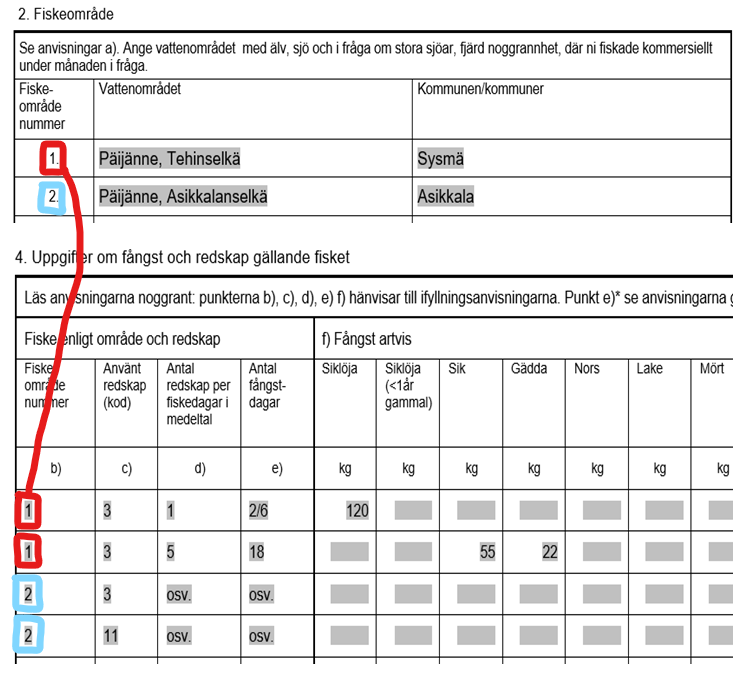 2. Fiskeområde
Se anvisningar a). Ange vattenområdet med älv, sjö och i fråga om stora sjöar, fjärd noggrannhet, där ni fiskade kommersiellt
under månaden i fråga.
Fiske-
område
nummer
Vattenområdet
Kommunen/kommuner
1. Päijänne, Tehinselkä Sysmä
2. Päijänne, Asikkalanselkä Asikkala
4. Uppgifter om fångst och redskap gällande fisket
Läs anvisningarna noggrant: punkterna b), c), d), e) f) hänvisar till ifyllningsanvisningarna. Punkt e)* se anvisningarna g
Fiske enligt område och redskap f) Fångst artvis
Fiske
område
nummer
Använt
redskap
(kod)
Antal
redskap per
fiskedagar i
medeltal
Antal
fångst-
dagar
Siklöja
Siklöja
(<1år
gammal)
Sik
Gädda
Nors
Lake
Mört
b) c) d) e) kg kg kg kg kg kg kg
1 3 1 2/6 120
1 3 5 18 55 22
2 3 osv. osv.
2 11 osv. osv.